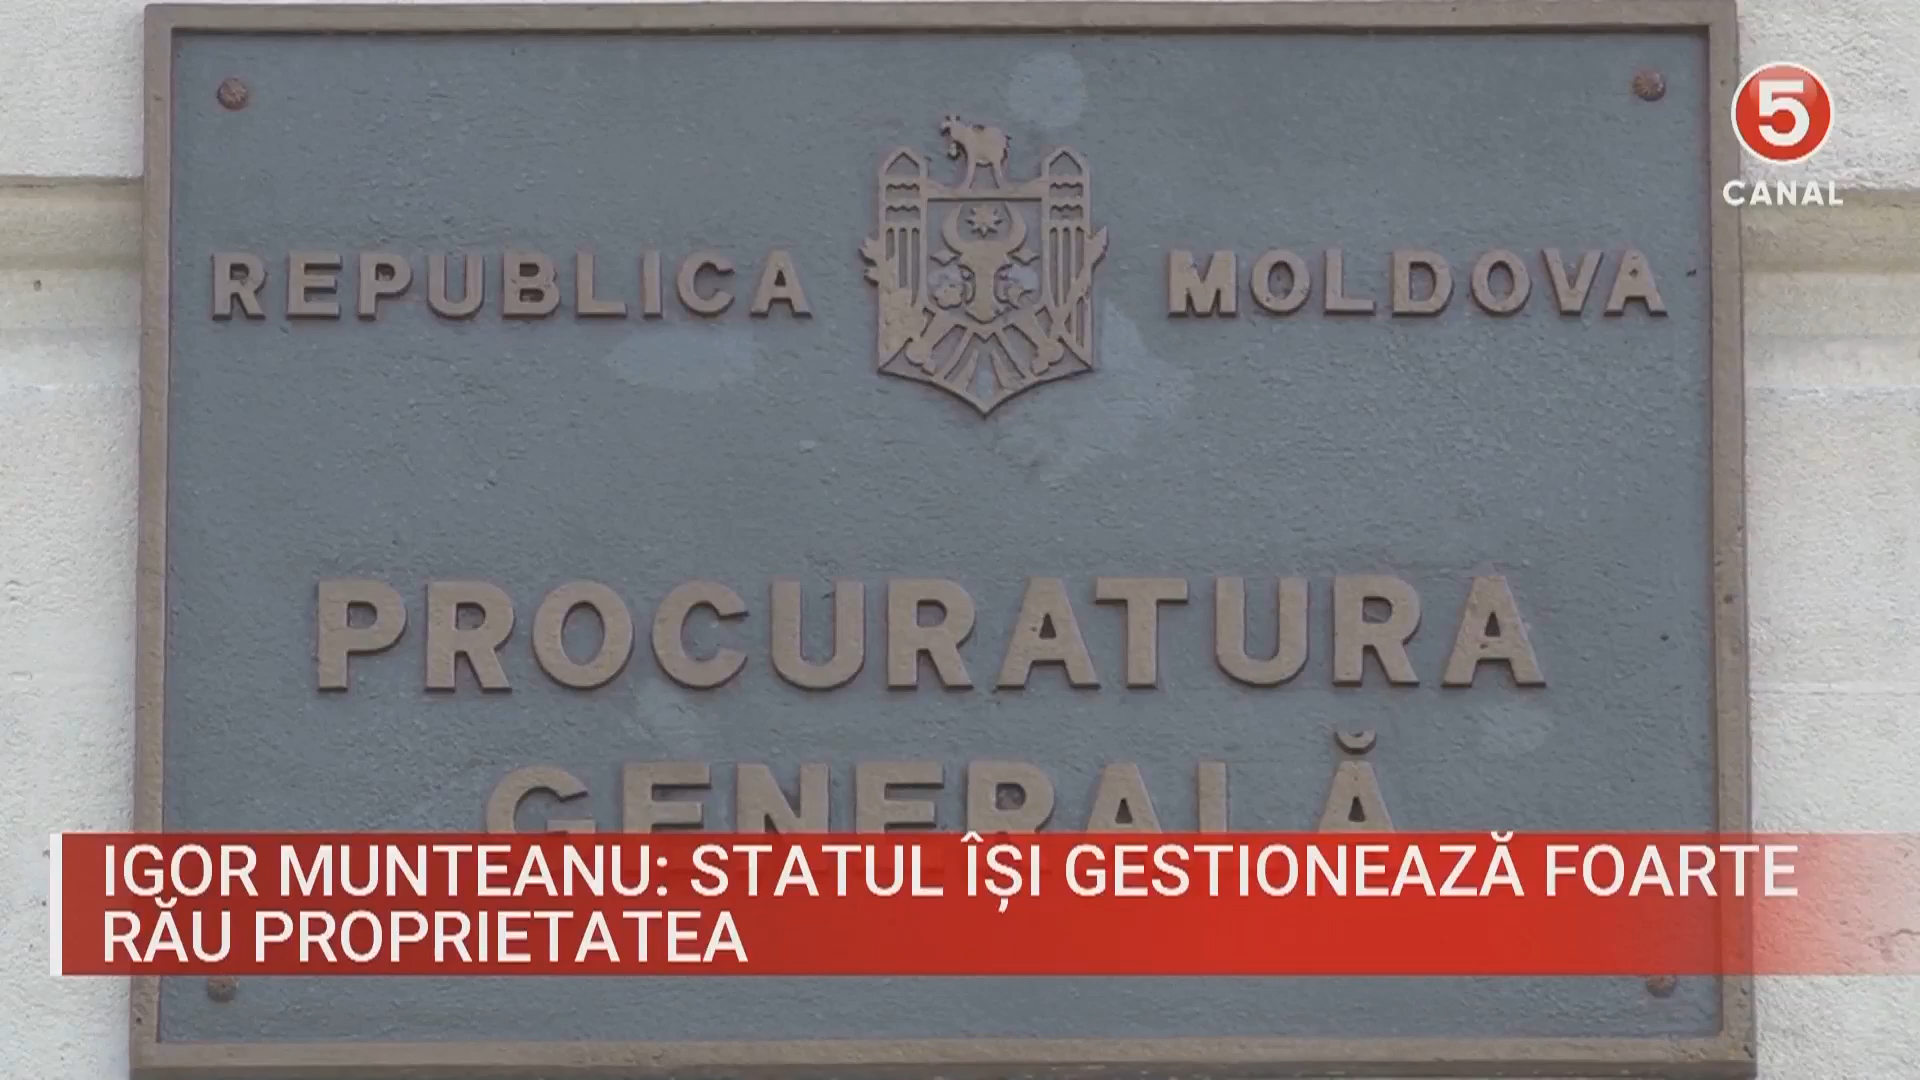 5
CANAL
REPUBLICA MOLDOVA
PROCURATURA
GENERALĂ
IGOR MUNTEANU: STATUL ÎȘI GESTIONEAZĂ FOARTE
RĂU PROPRIETATEA